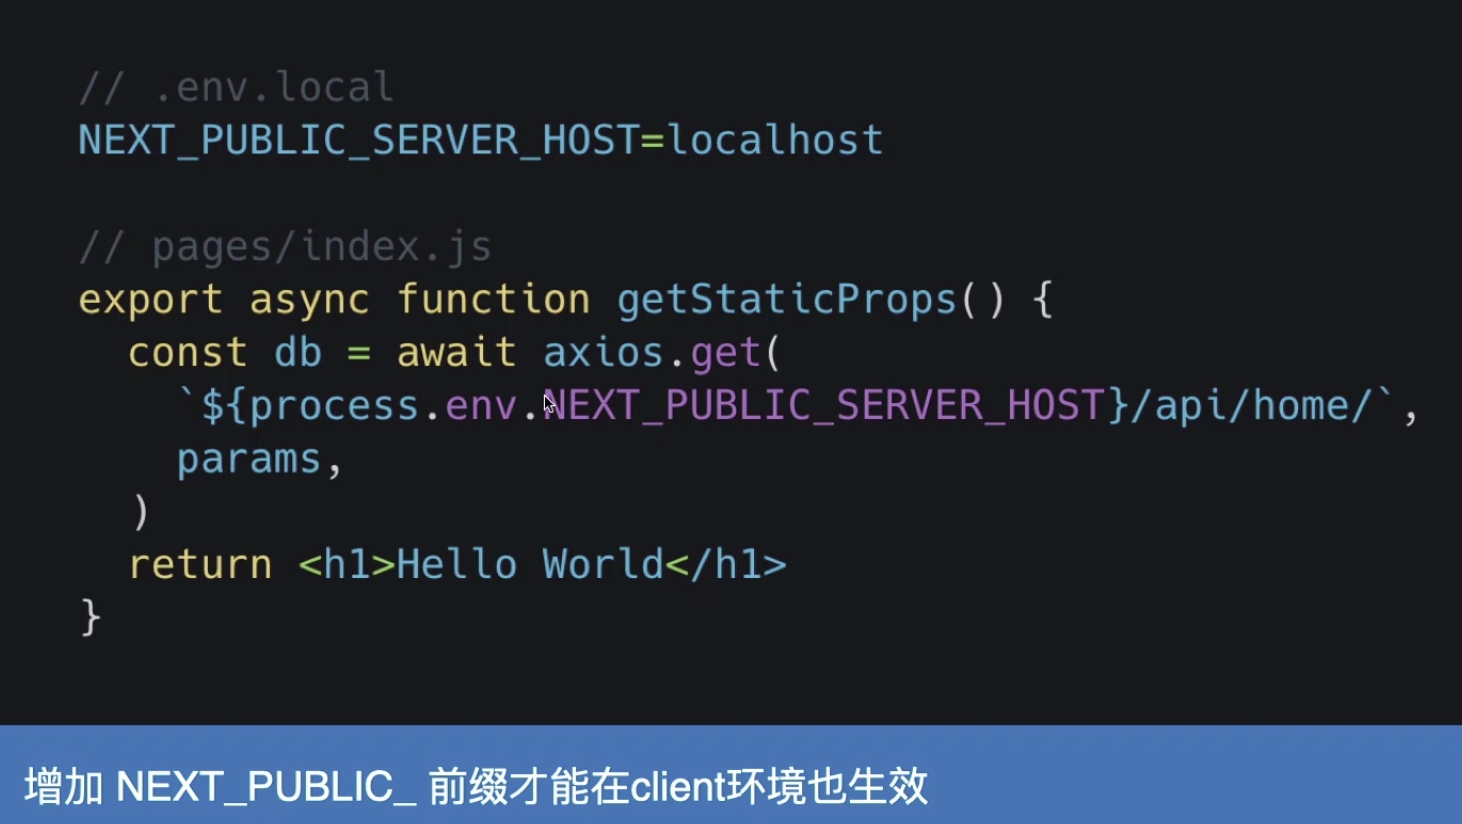 // .env.local
NEXT_PUBLIC_SERVER_HOST=localhost
// pages/index.js
export async function getStaticProps() {
const db = await axios.get(
`${process.env.NEXT_PUBLIC_SERVER_HOST}/api/home/`,
params,
)
return <h1>Hello World</h1>
}
增加 NEXT_PUBLIC_ 前缀才能在client环境也生效